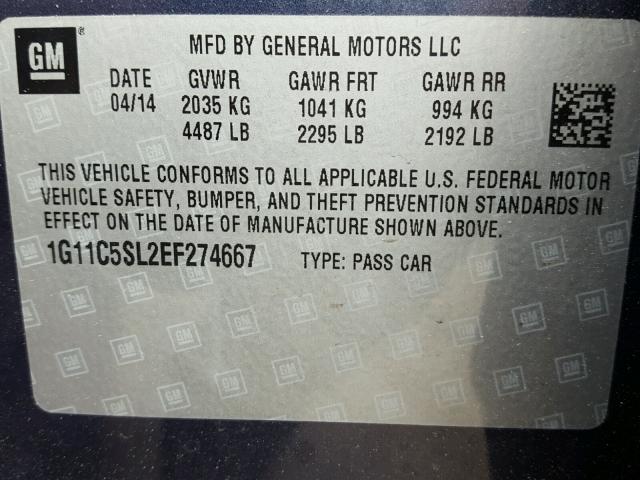 GM®
MFD BY GENERAL MOTORS LLC
DATE GVWR GAWR FRT GAWR RR
04/14 2035 KG 1041 KG 994 KG
4487 LB 2295 LB 2192 LB
THIS VEHICLE CONFORMS TO ALL APPLICABLE U.S. FEDERAL MOTOR
VEHICLE SAFETY, BUMPER, AND THEFT PREVENTION STANDARDS IN
EFFECT ON THE DATE OF MANUFACTURE SHOWN ABOVE.
1G11C5SL2EF274667 TYPE: PASS CAR